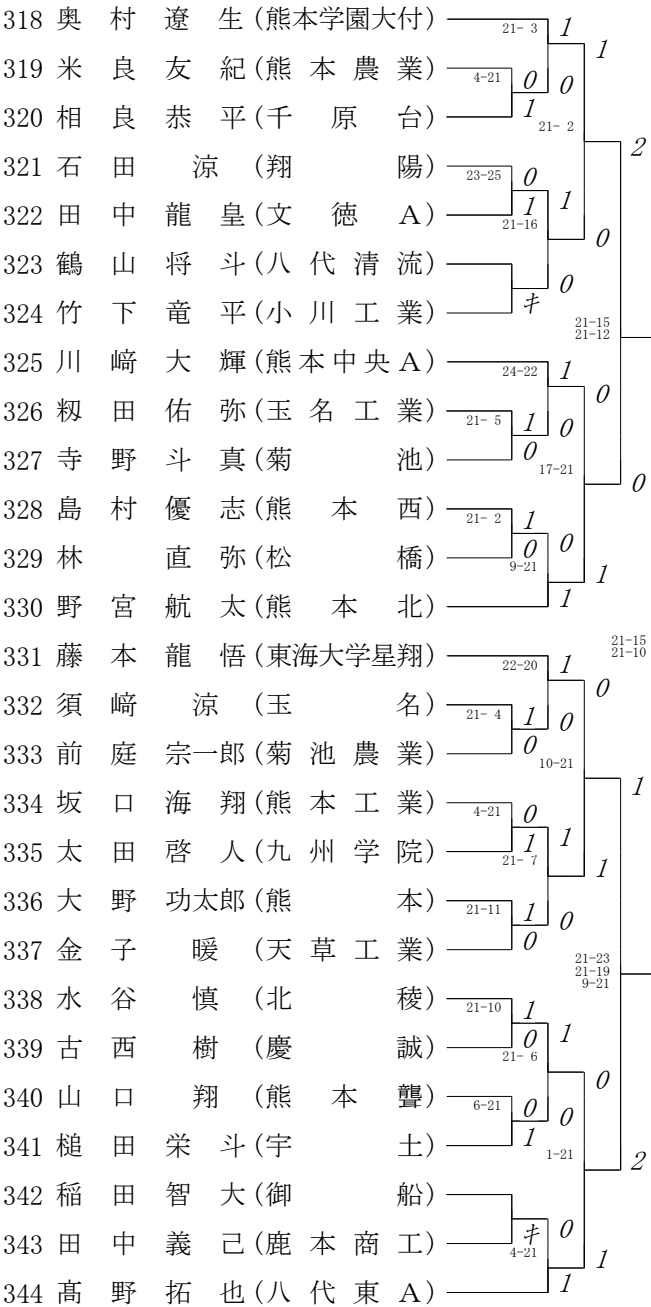 318 奥村遼生(熊本学園大付) 21- 3 1 1
319 米良友紀(熊本農業) 4-21 0 0
320 相良恭平(千原台) 1 21- 2 2
321 石田涼(翔陽) 23-25 0
322 田中龍皇(文徳A) 1 21-16 1 0
323 鶴山将斗(八代清流) 0
324 竹下竜平(小川工業) キ 21-15 21-12
325 川﨑大輝(熊本中央A) 24-22 1 0
326 籾田佑弥(玉名工業) 21- 5 1 0
327 寺野斗真(菊池) 0 17-21 0
328 島村優志(熊本西) 21- 2 1 0
329 林直弥(松橋) 0 9-21 1
330 野宮航太(熊本北) 1
21-15 21-10
331 藤本龍悟(東海大学星翔) 22-20 1 0
332 須﨑涼(玉名) 21- 4 1 0
333 前庭宗一郎(菊池農業) 0 10-21 1
334 坂口海翔(熊本工業) 4-21 0 1
335 太田啓人(九州学院) 1 21- 7 1
336 大野功太郎(熊本) 21-11 1 0
337 金子暖(天草工業) 0 21-23 21-19 9-21
338 水谷慎(北稜) 21-10 1 1
339 古西樹(慶誠) 0 21- 6 0
340 山口翔(熊本聾) 6-21 0 0
341 槌田栄斗(宇土) 1 1-21 2
342 稲田智大(御船)
343 田中義己(鹿本商工) キ 4-21 0 1
344 髙野拓也(八代東A) 1